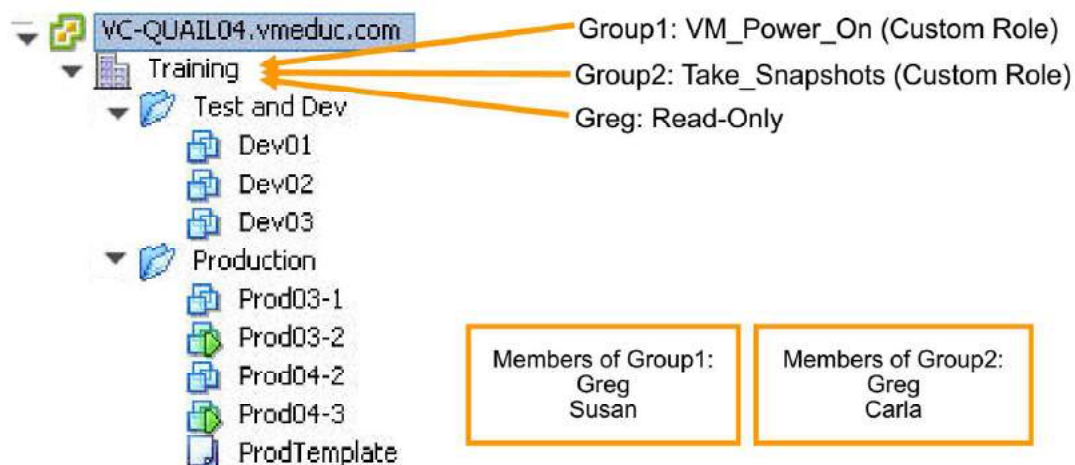 VC-QUAIL04.vmeduc.com
Group1: VM_Power_On (Custom Role)
Training
Group2: Take_Snapshots (Custom Role)
Test and Dev
Greg: Read-Only
Dev01
Dev02
Dev03
Production
Prod03-1
Prod03-2
Prod04-2
Prod04-3
ProdTemplate
Members of Group1:
Greg
Susan
Members of Group2:
Greg
Carla